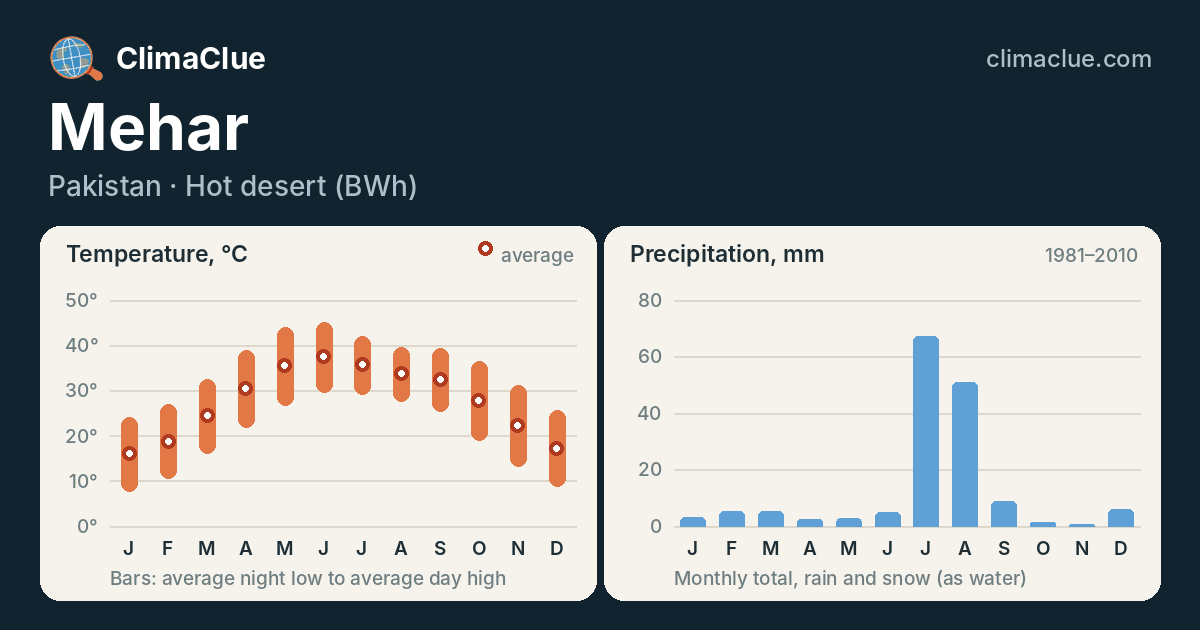 ClimaClue
climaclue.com
Mehar
Pakistan · Hot desert (BWh)
Temperature, °C
average
50°
40°
30°
20°
10°
0°
J F M A M J J A S O N D
Bars: average night low to average day high
Precipitation, mm
1981–2010
80
60
40
20
0
J F M A M J J A S O N D
Monthly total, rain and snow (as water)